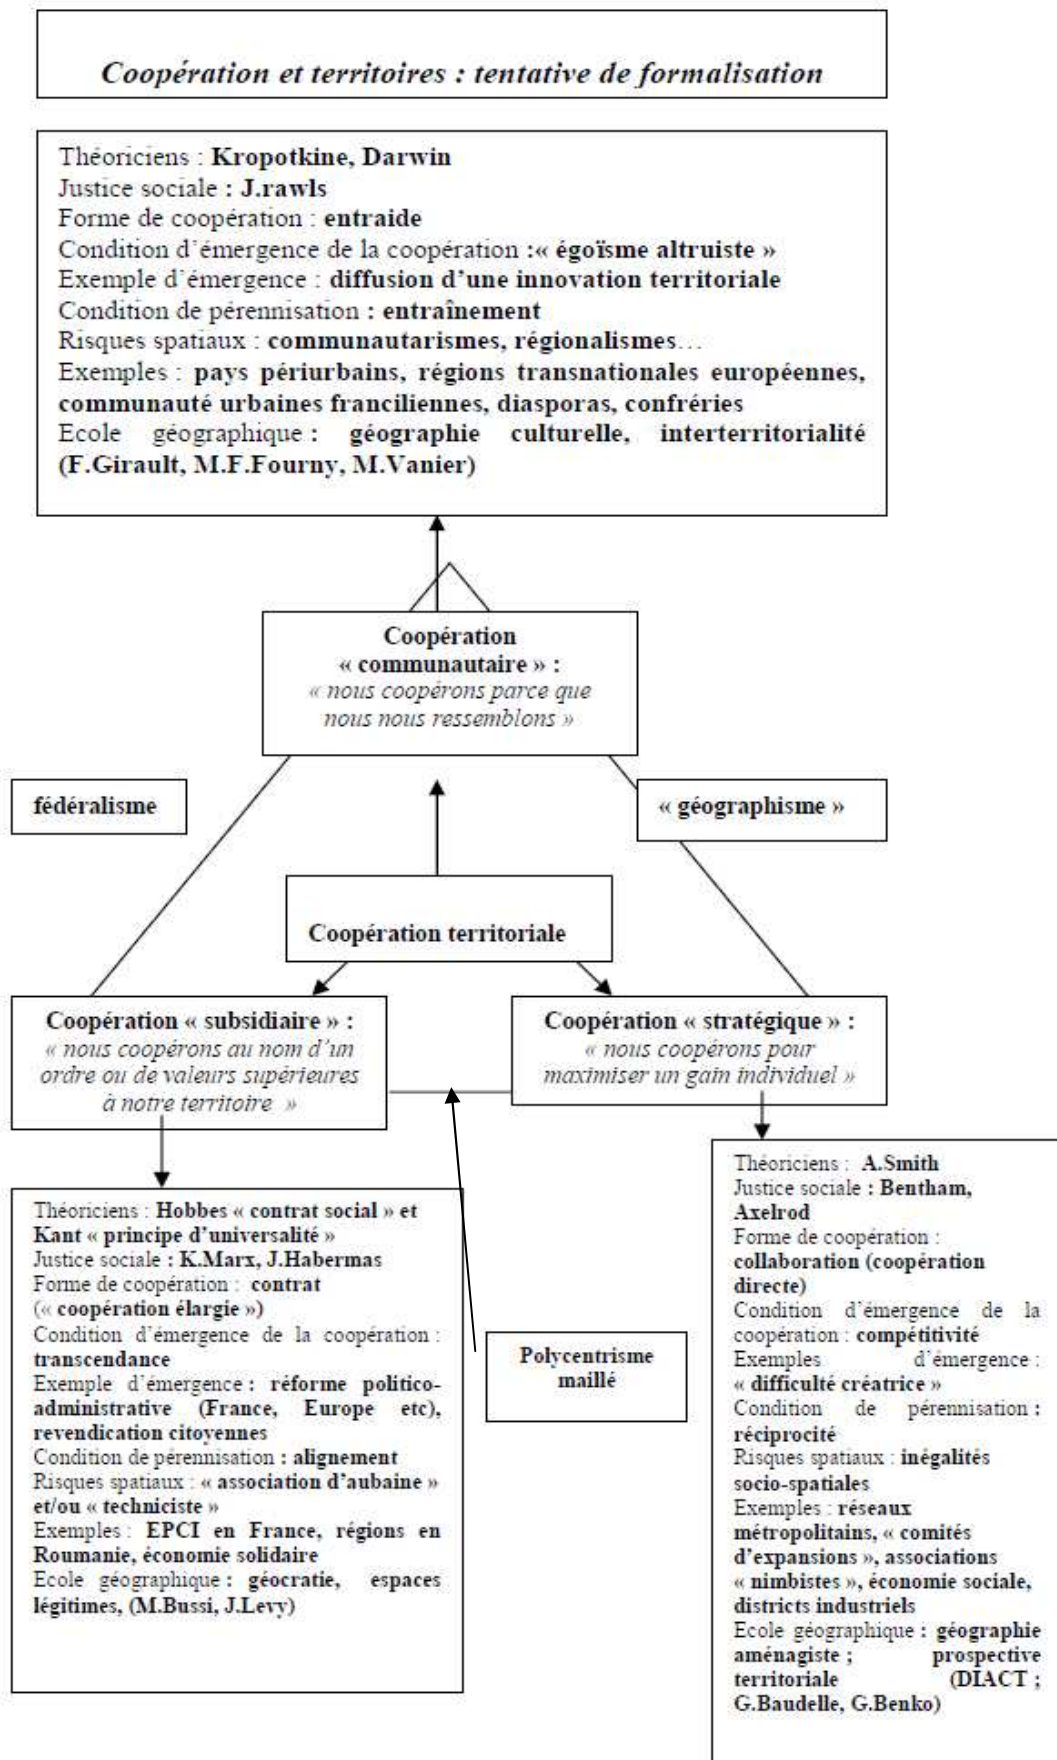 Coopération et territoires : tentative de formalisation
Théoriciens : Kropotkine, Darwin
Justice sociale : J.rawls
Forme de coopération : entraide
Condition d’émergence de la coopération :« égoïsme altruiste »
Exemple d’émergence : diffusion d’une innovation territoriale
Condition de pérennisation : entraînement
Risques spatiaux : communautarismes, régionalismes…
Exemples : pays périurbains, régions transnationales européennes,
communauté urbaines franciliennes, diasporas, confréries
Ecole géographique : géographie culturelle, interterritorialité
(F.Girault, M.F.Fourny, M.Vanier)
Coopération
« communautaire » :
« nous coopérons parce que
nous nous ressemblons »
fédéralisme
« géographisme »
Coopération territoriale
Coopération « subsidiaire » :
« nous coopérons au nom d’un
ordre ou de valeurs supérieures
à notre territoire »
Coopération « stratégique » :
« nous coopérons pour
maximiser un gain individuel »
Théoriciens : Hobbes « contrat social » et
Kant « principe d’universalité »
Justice sociale : K.Marx, J.Habermas
Forme de coopération : contrat
(« coopération élargie »)
Condition d’émergence de la coopération :
transcendance
Exemple d’émergence : réforme politico-
administrative (France, Europe etc),
revendication citoyennes
Condition de pérennisation : alignement
Risques spatiaux : « association d’aubaine »
et/ou « techniciste »
Exemples : EPCI en France, régions en
Roumanie, économie solidaire
Ecole géographique : géocratie, espaces
légitimes, (M.Bussi, J.Levy)
Polycentrisme
maillé
Théoriciens : A.Smith
Justice sociale : Bentham,
Axelrod
Forme de coopération :
collaboration (coopération
directe)
Condition d’émergence de la
coopération : compétitivité
Exemples d’émergence :
« difficulté créatrice »
Condition de pérennisation :
réciprocité
Risques spatiaux : inégalités
socio-spatiales
Exemples : réseaux
métropolitains, « comités
d’expansions », associations
« nimbistes », économie sociale,
districts industriels
Ecole géographique : géographie
aménagiste ; prospective
territoriale (DIACT ;
G.Baudelle, G.Benko)